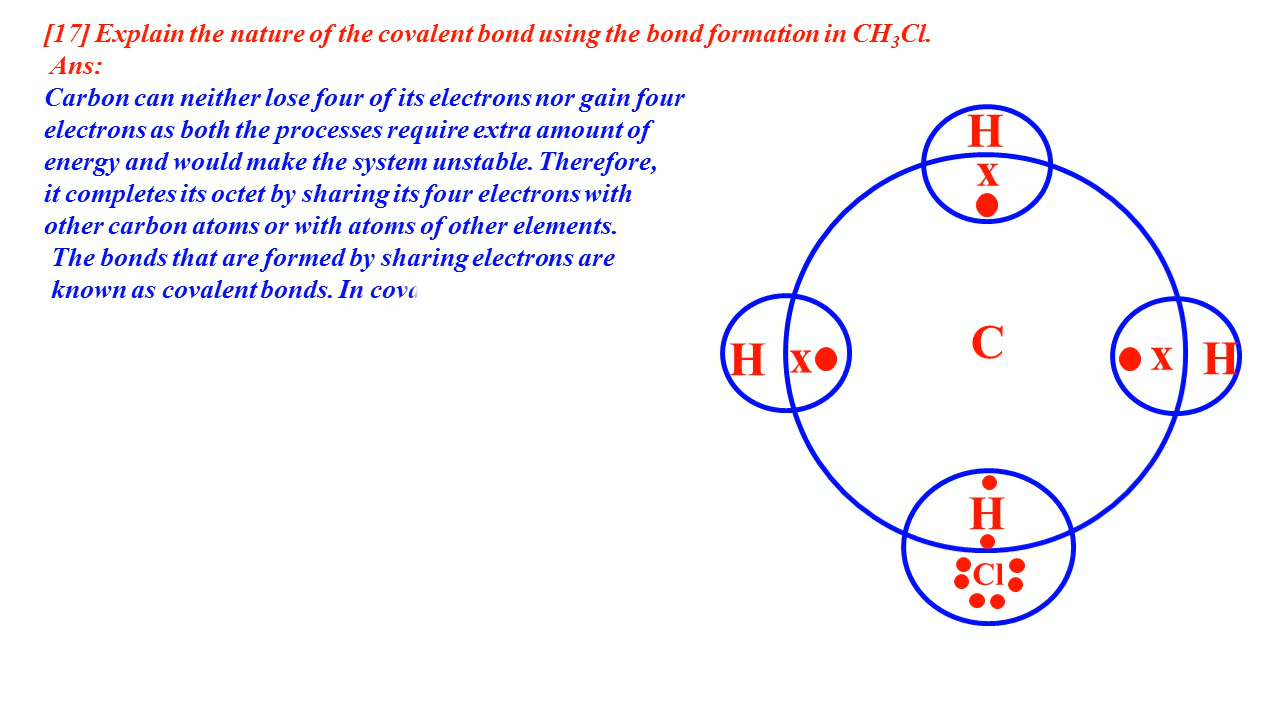 [17] Explain the nature of the covalent bond using the bond formation in CH₃Cl.
Ans:
Carbon can neither lose four of its electrons nor gain four
electrons as both the processes require extra amount of
energy and would make the system unstable. Therefore,
it completes its octet by sharing its four electrons with
other carbon atoms or with atoms of other elements.
The bonds that are formed by sharing electrons are
known as covalent bonds. In cova
H
x
H x
C
x H
H
Cl